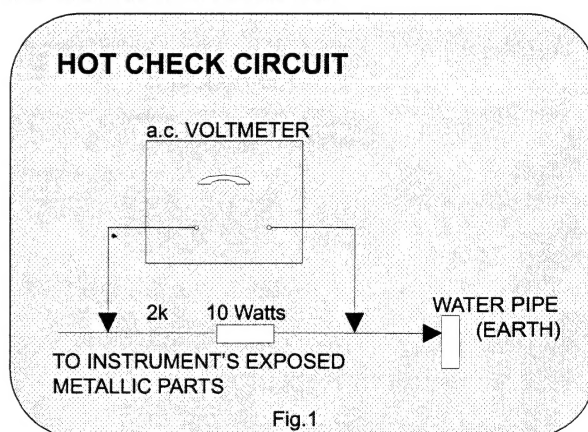 HOT CHECK CIRCUIT
a.c. VOLTMETER
2k 10 Watts
WATER PIPE
(EARTH)
TO INSTRUMENT'S EXPOSED
METALLIC PARTS
Fig.1